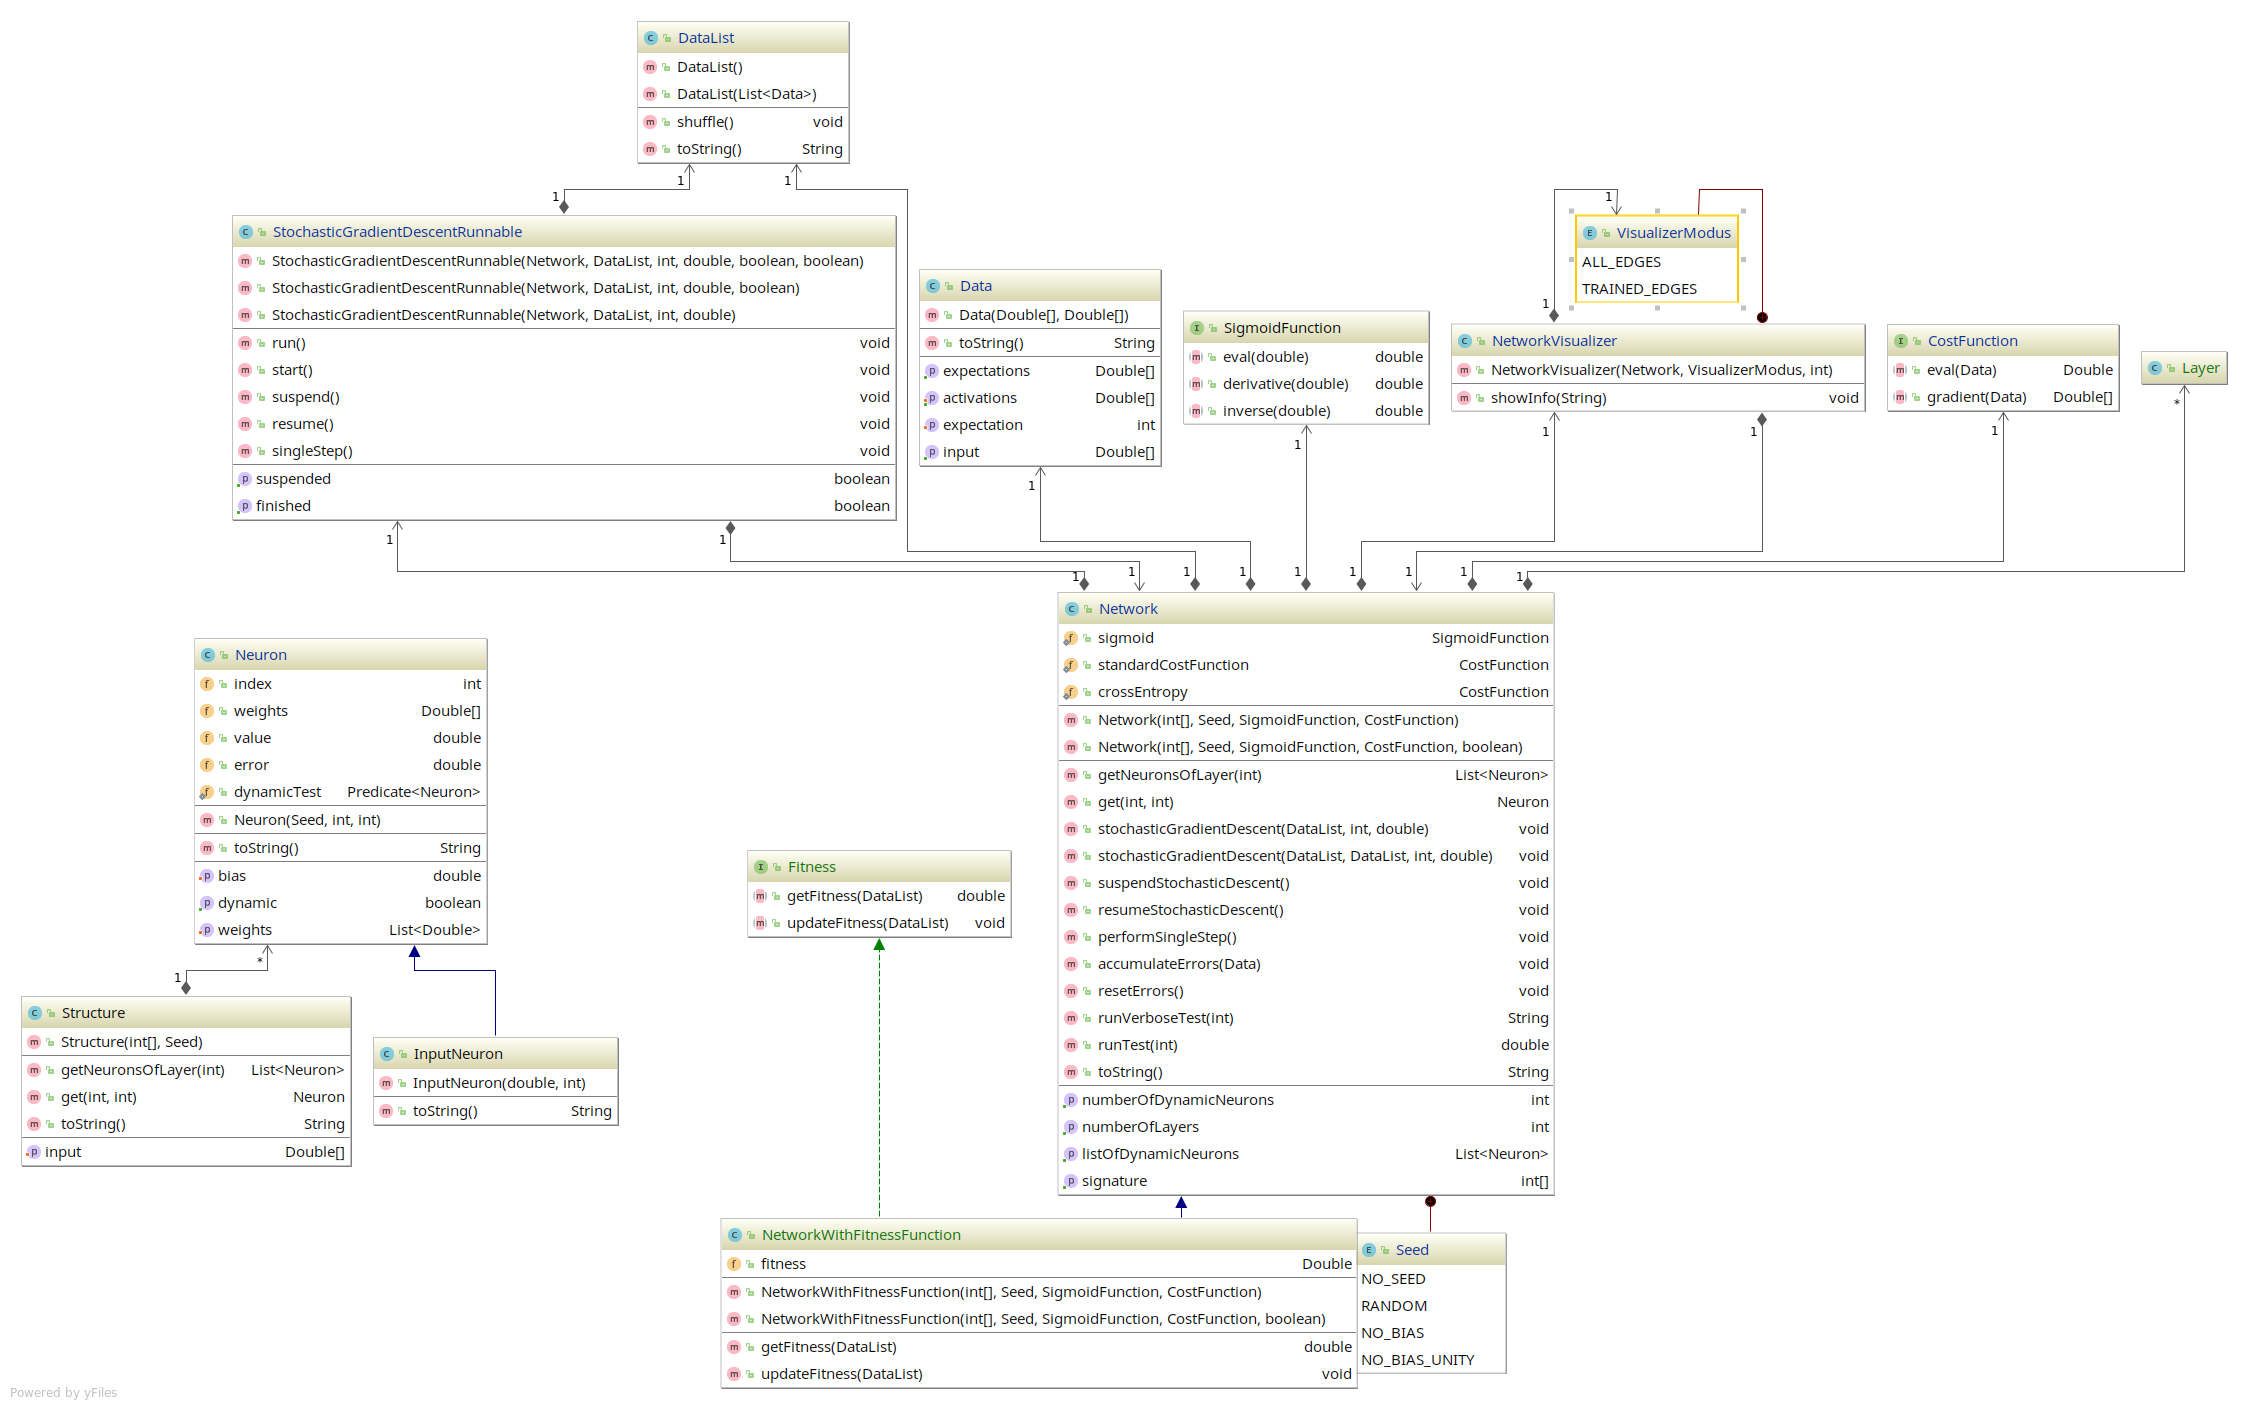 DataList
DataList()
DataList(List<Data>)
shuffle() void
toString() String
1
1
1
StochasticGradientDescentRunnable
StochasticGradientDescentRunnable(Network, DataList, int, double, boolean, boolean)
StochasticGradientDescentRunnable(Network, DataList, int, double, boolean)
StochasticGradientDescentRunnable(Network, DataList, int, double)
run() void
start() void
suspend() void
resume() void
singleStep() void
suspended boolean
finished boolean
1
1
Data
Data(Double[], Double[])
toString() String
expectations Double[]
activations Double[]
expectation int
input Double[]
1
SigmoidFunction
eval(double) double
derivative(double) double
inverse(double) double
1
1
VisualizerModus
ALL_EDGES
TRAINED_EDGES
1
NetworkVisualizer
NetworkVisualizer(Network, VisualizerModus, int)
showInfo(String) void
1
1
CostFunction
eval(Data) Double
gradient(Data) Double[]
1
Layer
*
1
1
1
1
1
1
1
1
1
Network
sigmoid SigmoidFunction
standardCostFunction CostFunction
crossEntropy CostFunction
Network(int[], Seed, SigmoidFunction, CostFunction)
Network(int[], Seed, SigmoidFunction, CostFunction, boolean)
getNeuronsOfLayer(int) List<Neuron>
get(int, int) Neuron
stochasticGradientDescent(DataList, int, double) void
stochasticGradientDescent(DataList, DataList, int, double) void
suspendStochasticDescent() void
resumeStochasticDescent() void
performSingleStep() void
accumulateErrors(Data) void
resetErrors() void
runVerboseTest(int) String
runTest(int) double
toString() String
numberOfDynamicNeurons int
numberOfLayers int
listOfDynamicNeurons List<Neuron>
signature int[]
Neuron
index int
weights Double[]
value double
error double
dynamicTest Predicate<Neuron>
Neuron(Seed, int, int)
toString() String
bias double
dynamic boolean
weights List<Double>
*
1
Structure
Structure(int[], Seed)
getNeuronsOfLayer(int) List<Neuron>
get(int, int) Neuron
toString() String
input Double[]
InputNeuron
InputNeuron(double, int)
toString() String
Fitness
getFitness(DataList) double
updateFitness(DataList) void
NetworkWithFitnessFunction
fitness Double
NetworkWithFitnessFunction(int[], Seed, SigmoidFunction, CostFunction)
NetworkWithFitnessFunction(int[], Seed, SigmoidFunction, CostFunction, boolean)
getFitness(DataList) double
updateFitness(DataList) void
Seed
NO_SEED
RANDOM
NO_BIAS
NO_BIAS_UNITY
Powered by yFiles